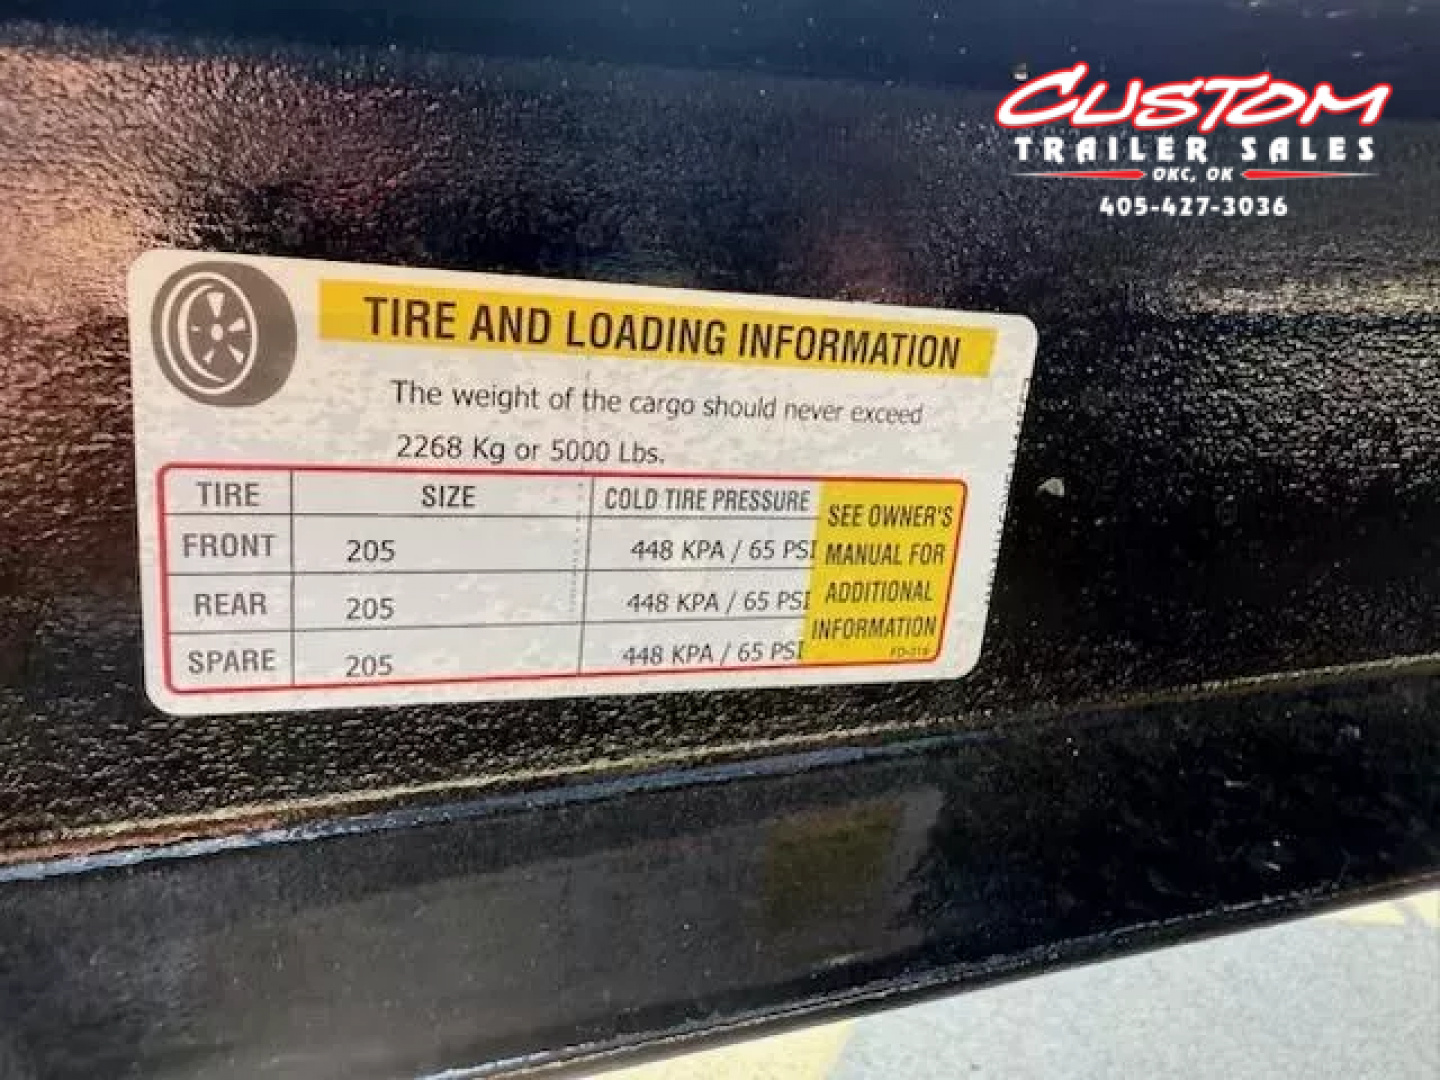 CUSTOM
TRAILER SALES
OKC, OK
405-427-3036
TIRE AND LOADING INFORMATION
The weight of the cargo should never exceed
2268 Kg or 5000 Lbs.
TIRE SIZE COLD TIRE PRESSURE
FRONT 205 448 KPA / 65 PSI
REAR 205 448 KPA / 65 PSI
SPARE 205 448 KPA / 65 PSI
SEE OWNER'S
MANUAL FOR
ADDITIONAL
INFORMATION